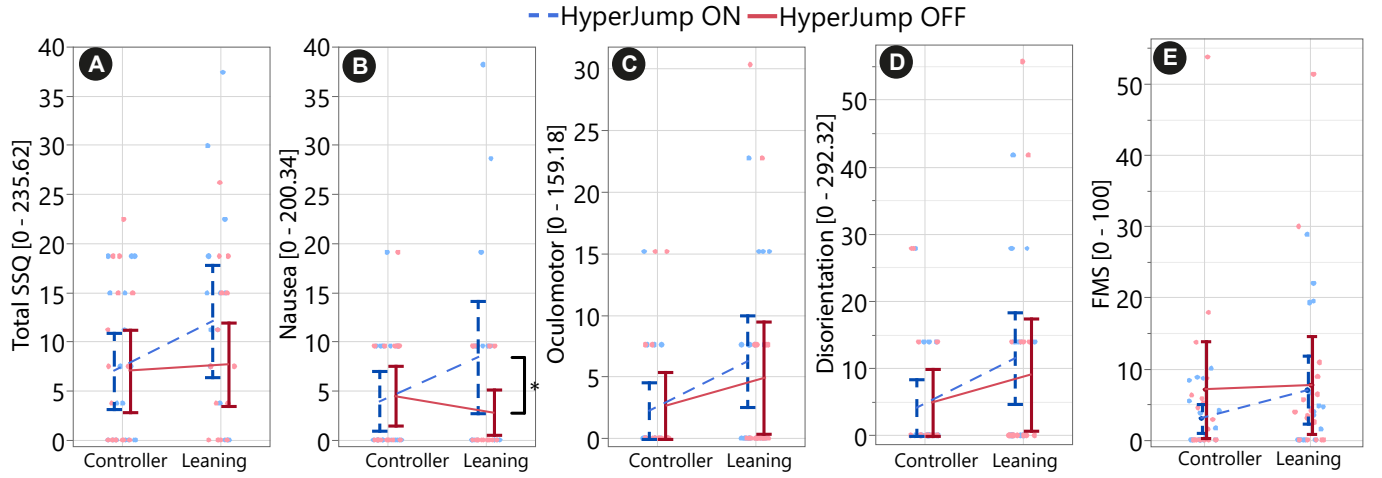 HyperJump ON HyperJump OFF
A
Total SSQ [0 - 235.62]
40
35
30
25
20
15
10
5
0
Controller Leaning
B
Nausea [0 - 200.34]
40
35
30
25
20
15
10
5
0
*
Controller Leaning
C
Oculomotor [0 - 159.18]
30
25
20
15
10
5
0
Controller Leaning
D
Disorientation [0 - 292.32]
50
40
30
20
10
0
Controller Leaning
E
FMS [0 - 100]
50
40
30
20
10
0
Controller Leaning